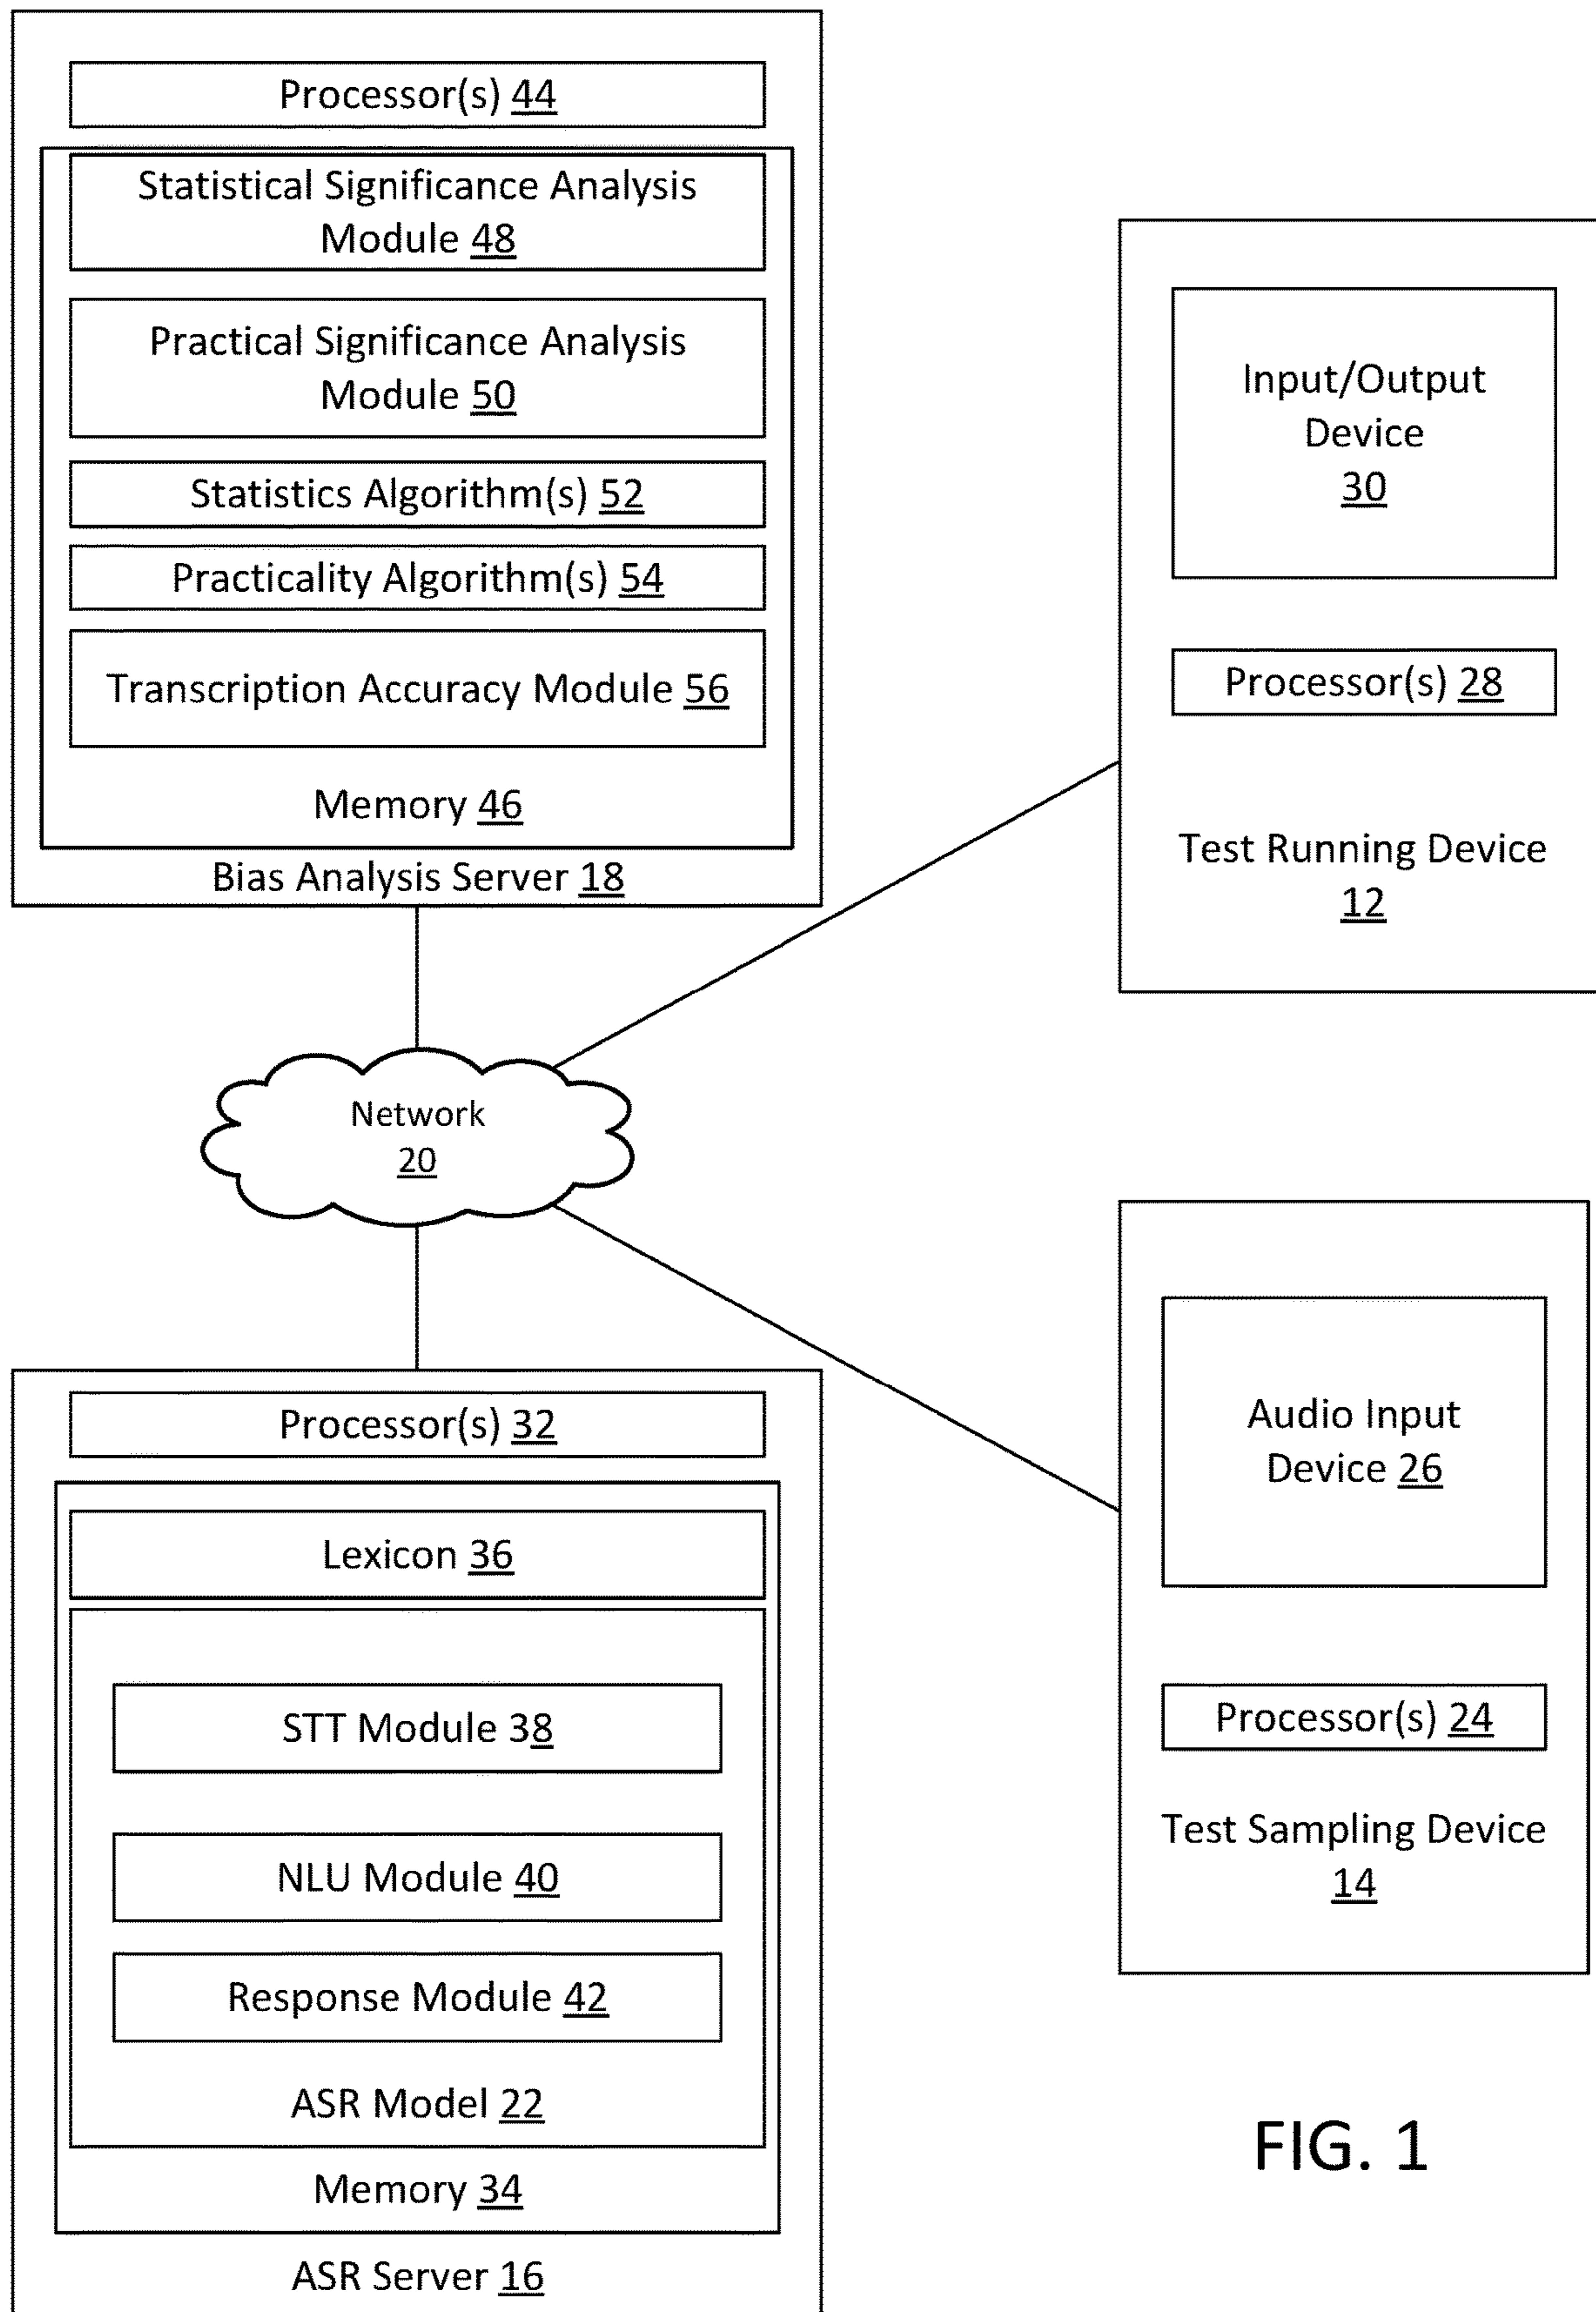 Processor(s) 44
Statistical Significance Analysis
Module 48
Practical Significance Analysis
Module 50
Statistics Algorithm(s) 52
Practicality Algorithm(s) 54
Transcription Accuracy Module 56
Memory 46
Bias Analysis Server 18
Input/Output
Device
30
Processor(s) 28
Test Running Device
12
Network
20
Processor(s) 32
Lexicon 36
STT Module 38
NLU Module 40
Response Module 42
ASR Model 22
Memory 34
ASR Server 16
Audio Input
Device 26
Processor(s) 24
Test Sampling Device
14
FIG. 1